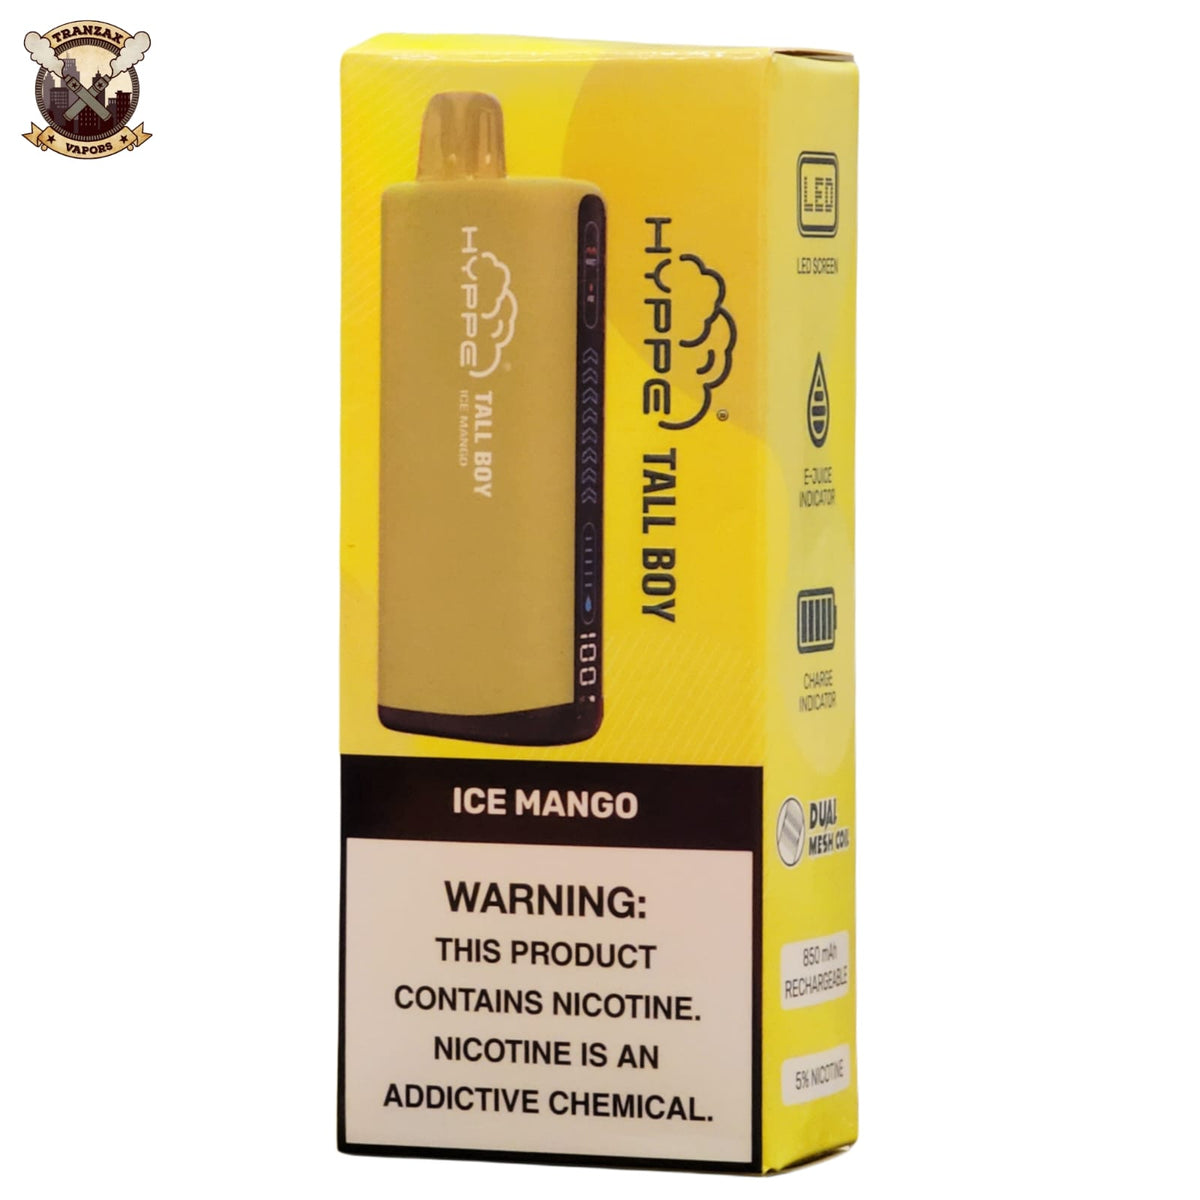 TRANZAX
VAPORS
HYPPE
TALL BOY
ICE MANGO
100
HYPPE® TALL BOY
ICE MANGO
WARNING:
THIS PRODUCT
CONTAINS NICOTINE.
NICOTINE IS AN
ADDICTIVE CHEMICAL.
LED
LED SCREEN
E-JUICE
INDICATOR
CHARGE
INDICATOR
DUAL
MESH COIL
850 mAh
RECHARGEABLE
5% NICOTINE